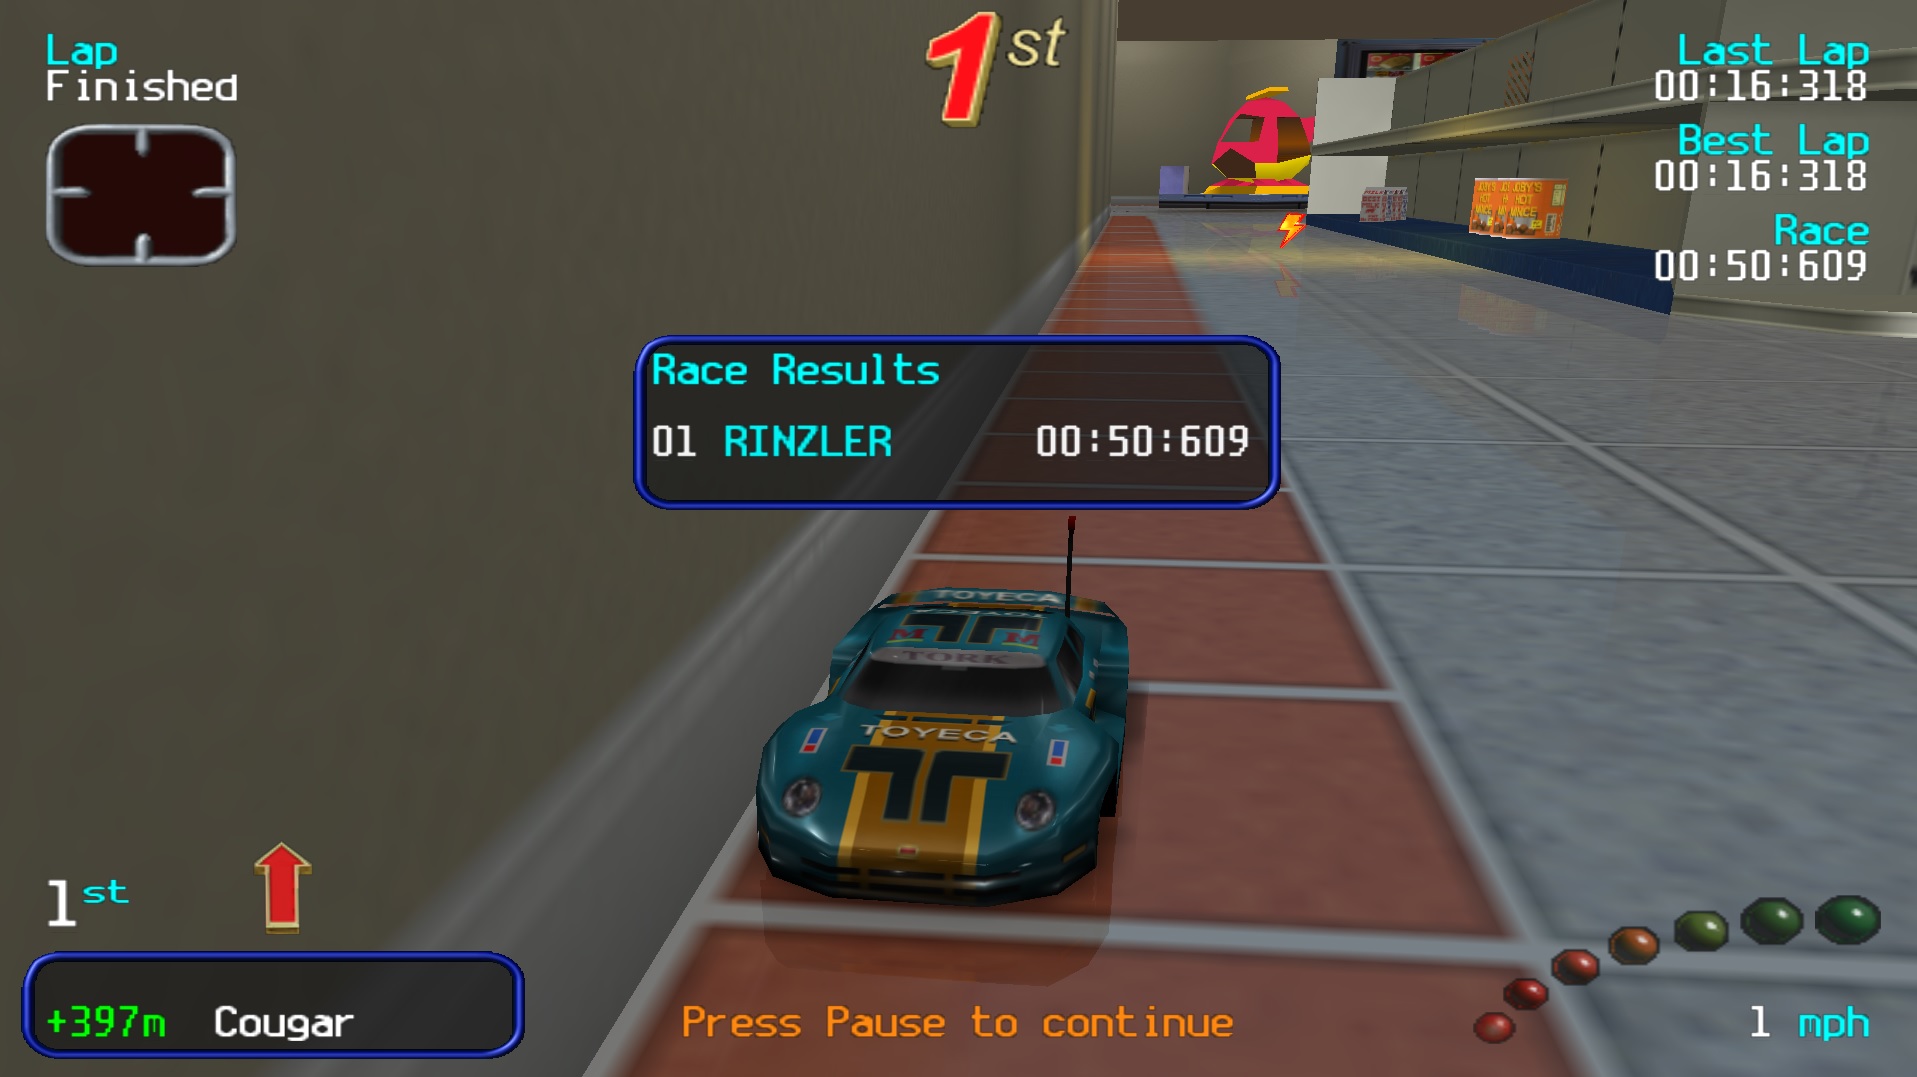 Lap
Finished
1st
Last Lap
00:16:318
Best Lap
00:16:318
Race
00:50:609
Race Results
01 RINZLER 00:50:609
TOYECA
M M
TORK
TOYECA
1st
+397m Cougar
Press Pause to continue
1 mph